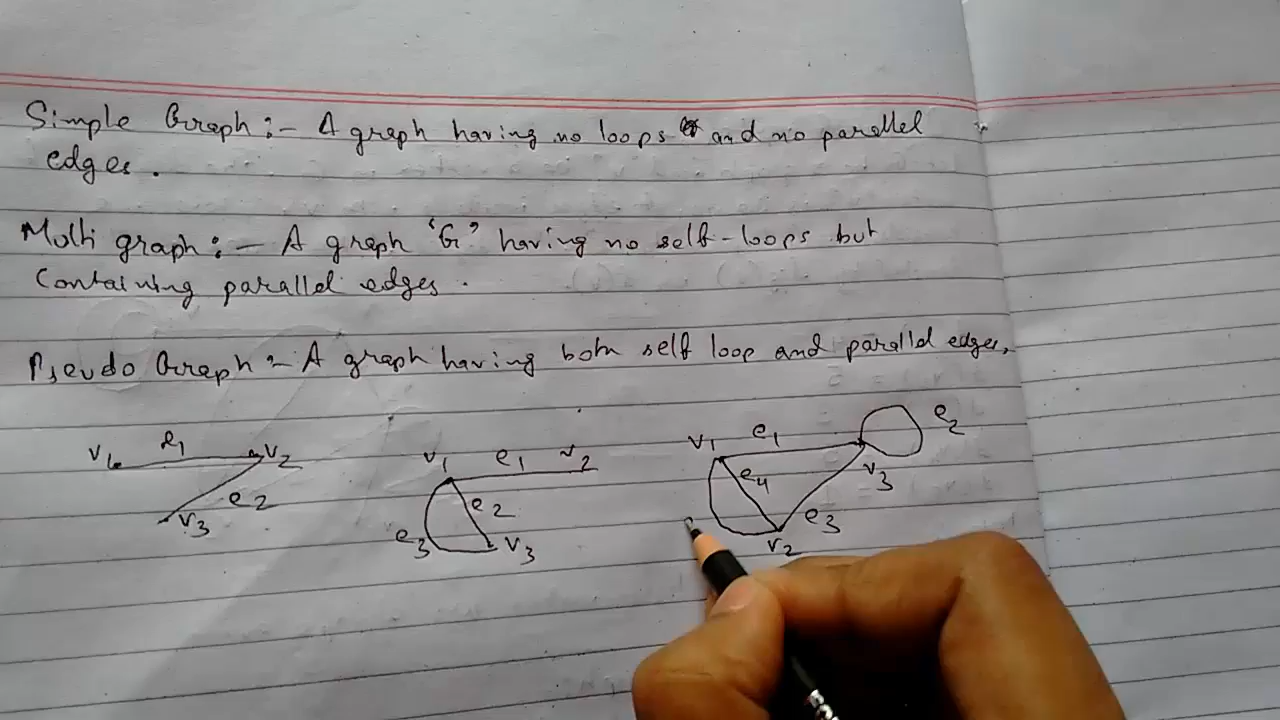 Simple Graph :- A graph having no loops and no parallel
edges.
Multi graph :- A graph 'G' having no self-loops but
Containing parallel edges.
Pseudo Graph :- A graph having both self loop and parallel edges,
v1 e1 v2
e2
v3
v1 e1 v2
e2
e3 v3
v1 e1 e2
e4 v3
e3
v2